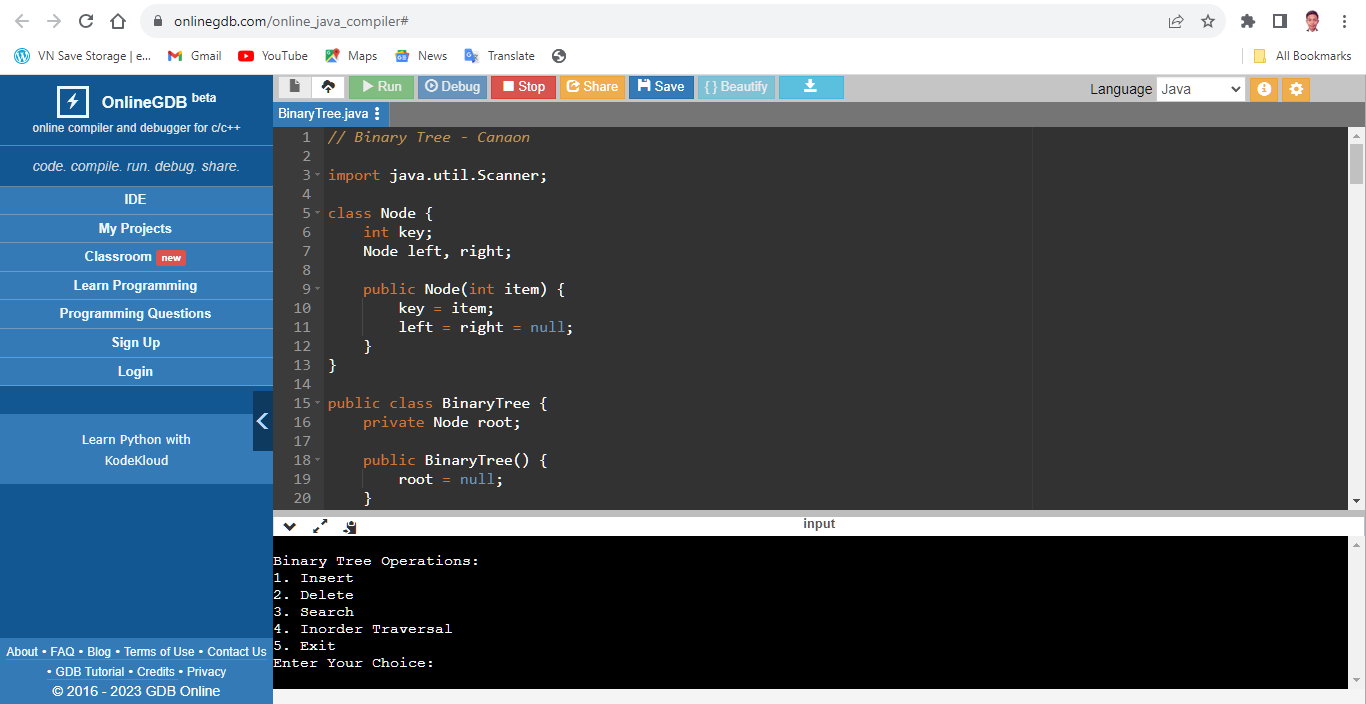 onlinegdb.com/online_java_compiler#
VN Save Storage | e... Gmail YouTube Maps News Translate All Bookmarks
OnlineGDB beta
online compiler and debugger for c/c++
code. compile. run. debug. share.
IDE
My Projects
Classroom new
Learn Programming
Programming Questions
Sign Up
Login
Learn Python with
KodeKloud
About • FAQ • Blog • Terms of Use • Contact Us
• GDB Tutorial • Credits • Privacy
© 2016 - 2023 GDB Online
Run Debug Stop Share Save { } Beautify Language Java
BinaryTree.java
1 // Binary Tree - Canaon
2
3 import java.util.Scanner;
4
5 class Node {
6     int key;
7     Node left, right;
8
9     public Node(int item) {
10         key = item;
11         left = right = null;
12     }
13 }
14
15 public class BinaryTree {
16     private Node root;
17
18     public BinaryTree() {
19         root = null;
20     }
input
Binary Tree Operations:
1. Insert
2. Delete
3. Search
4. Inorder Traversal
5. Exit
Enter Your Choice: